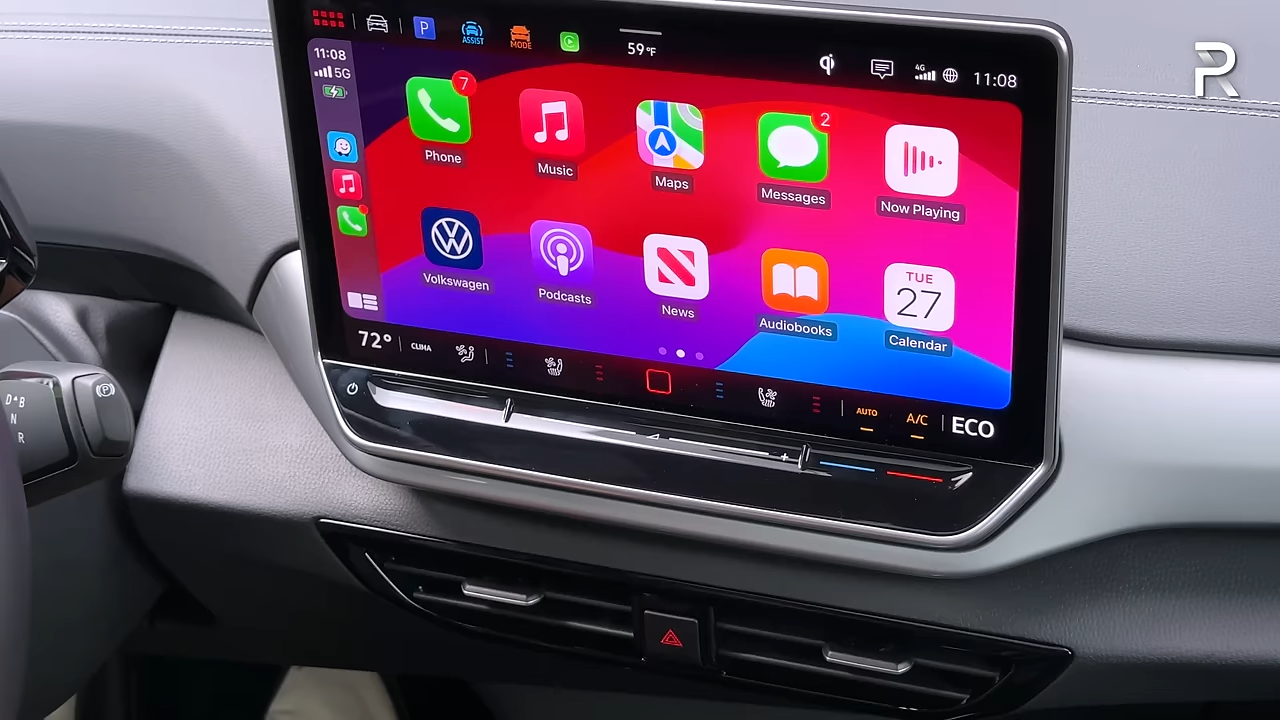 P
ASSIST
MODE
59°F
4G
11:08
11:08
5G
7
Phone
Music
Maps
2
Messages
Now Playing
Volkswagen
Podcasts
News
Audiobooks
TUE
27
Calendar
72°
CLIMA
AUTO
A/C
ECO
D◂B
N
R
(P)
R